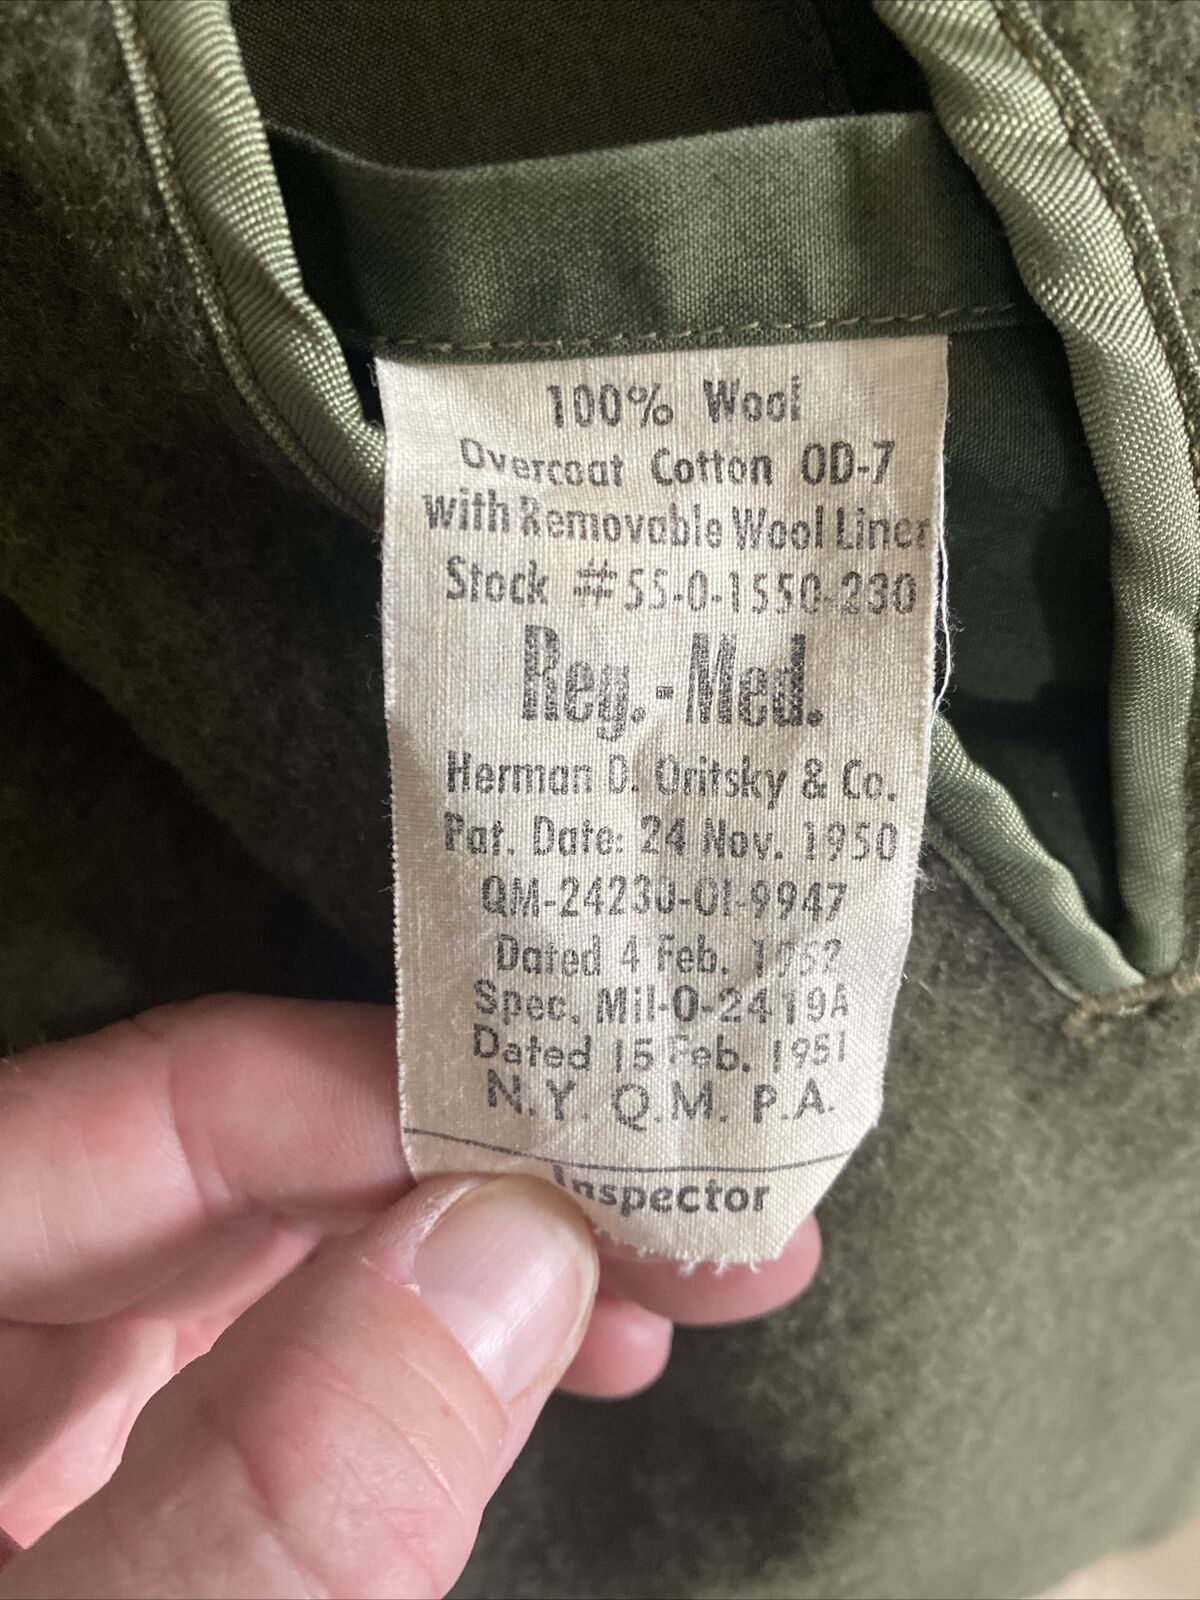 100% Wool
Overcoat Cotton OD-7
with Removable Wool Liner
Stock #55-0-1550-230
Reg.-Med.
Herman D. Oritsky & Co.
Pat. Date: 24 Nov. 1950
QM-24230-OI-9947
Dated 4 Feb. 1952
Spec. Mil-O-2419A
Dated 15 Feb. 1951
N.Y. Q.M. P.A.
Inspector